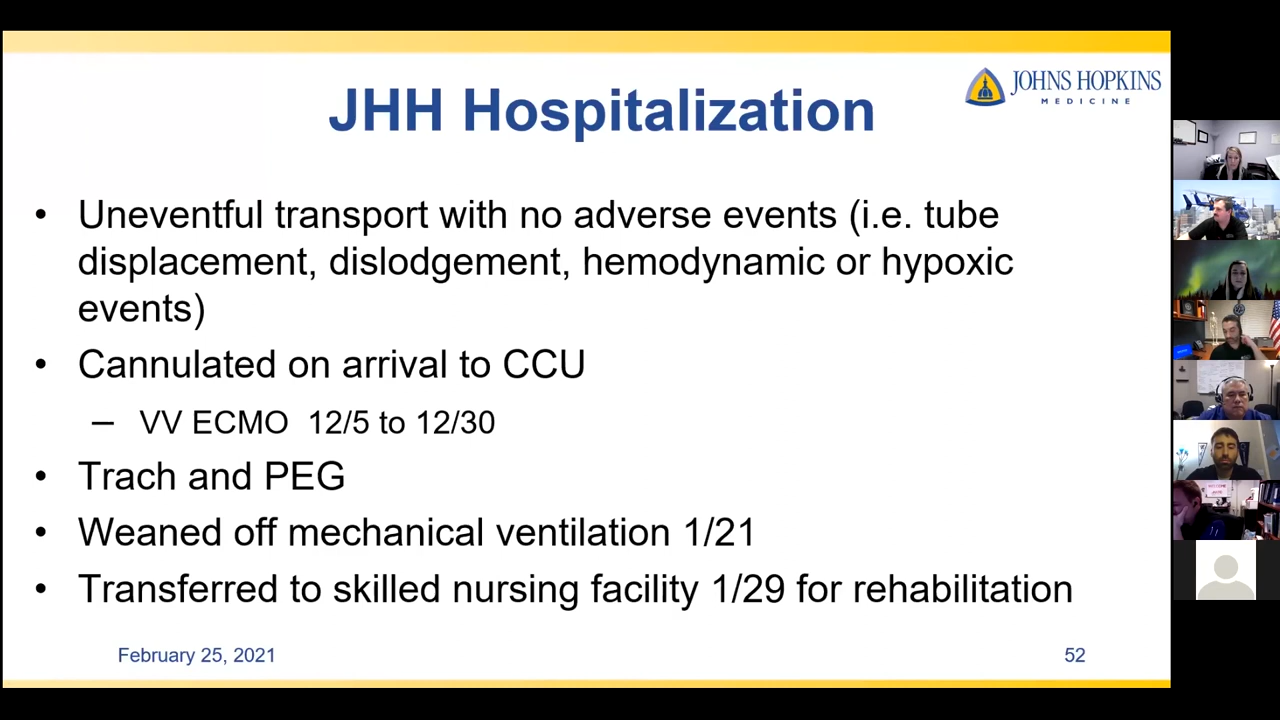 JOHNS HOPKINS
MEDICINE
JHH Hospitalization
• Uneventful transport with no adverse events (i.e. tube
displacement, dislodgement, hemodynamic or hypoxic
events)
• Cannulated on arrival to CCU
– VV ECMO 12/5 to 12/30
• Trach and PEG
• Weaned off mechanical ventilation 1/21
• Transferred to skilled nursing facility 1/29 for rehabilitation
February 25, 2021
52